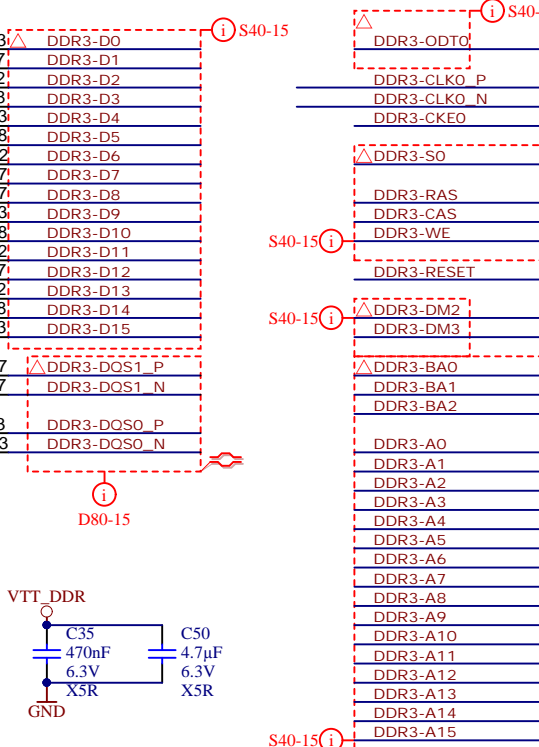 S40-15
DDR3-D0
DDR3-D1
DDR3-D2
DDR3-D3
DDR3-D4
DDR3-D5
DDR3-D6
DDR3-D7
DDR3-D8
DDR3-D9
DDR3-D10
DDR3-D11
DDR3-D12
DDR3-D13
DDR3-D14
DDR3-D15
DDR3-DQS1_P
DDR3-DQS1_N
DDR3-DQS0_P
DDR3-DQS0_N
D80-15
VTT_DDR
C35
470nF
6.3V
X5R
C50
4.7µF
6.3V
X5R
GND
S40-
DDR3-ODT0
DDR3-CLK0_P
DDR3-CLK0_N
DDR3-CKE0
DDR3-S0
DDR3-RAS
DDR3-CAS
DDR3-WE
S40-15
DDR3-RESET
S40-15
DDR3-DM2
DDR3-DM3
DDR3-BA0
DDR3-BA1
DDR3-BA2
DDR3-A0
DDR3-A1
DDR3-A2
DDR3-A3
DDR3-A4
DDR3-A5
DDR3-A6
DDR3-A7
DDR3-A8
DDR3-A9
DDR3-A10
DDR3-A11
DDR3-A12
DDR3-A13
DDR3-A14
DDR3-A15
S40-15